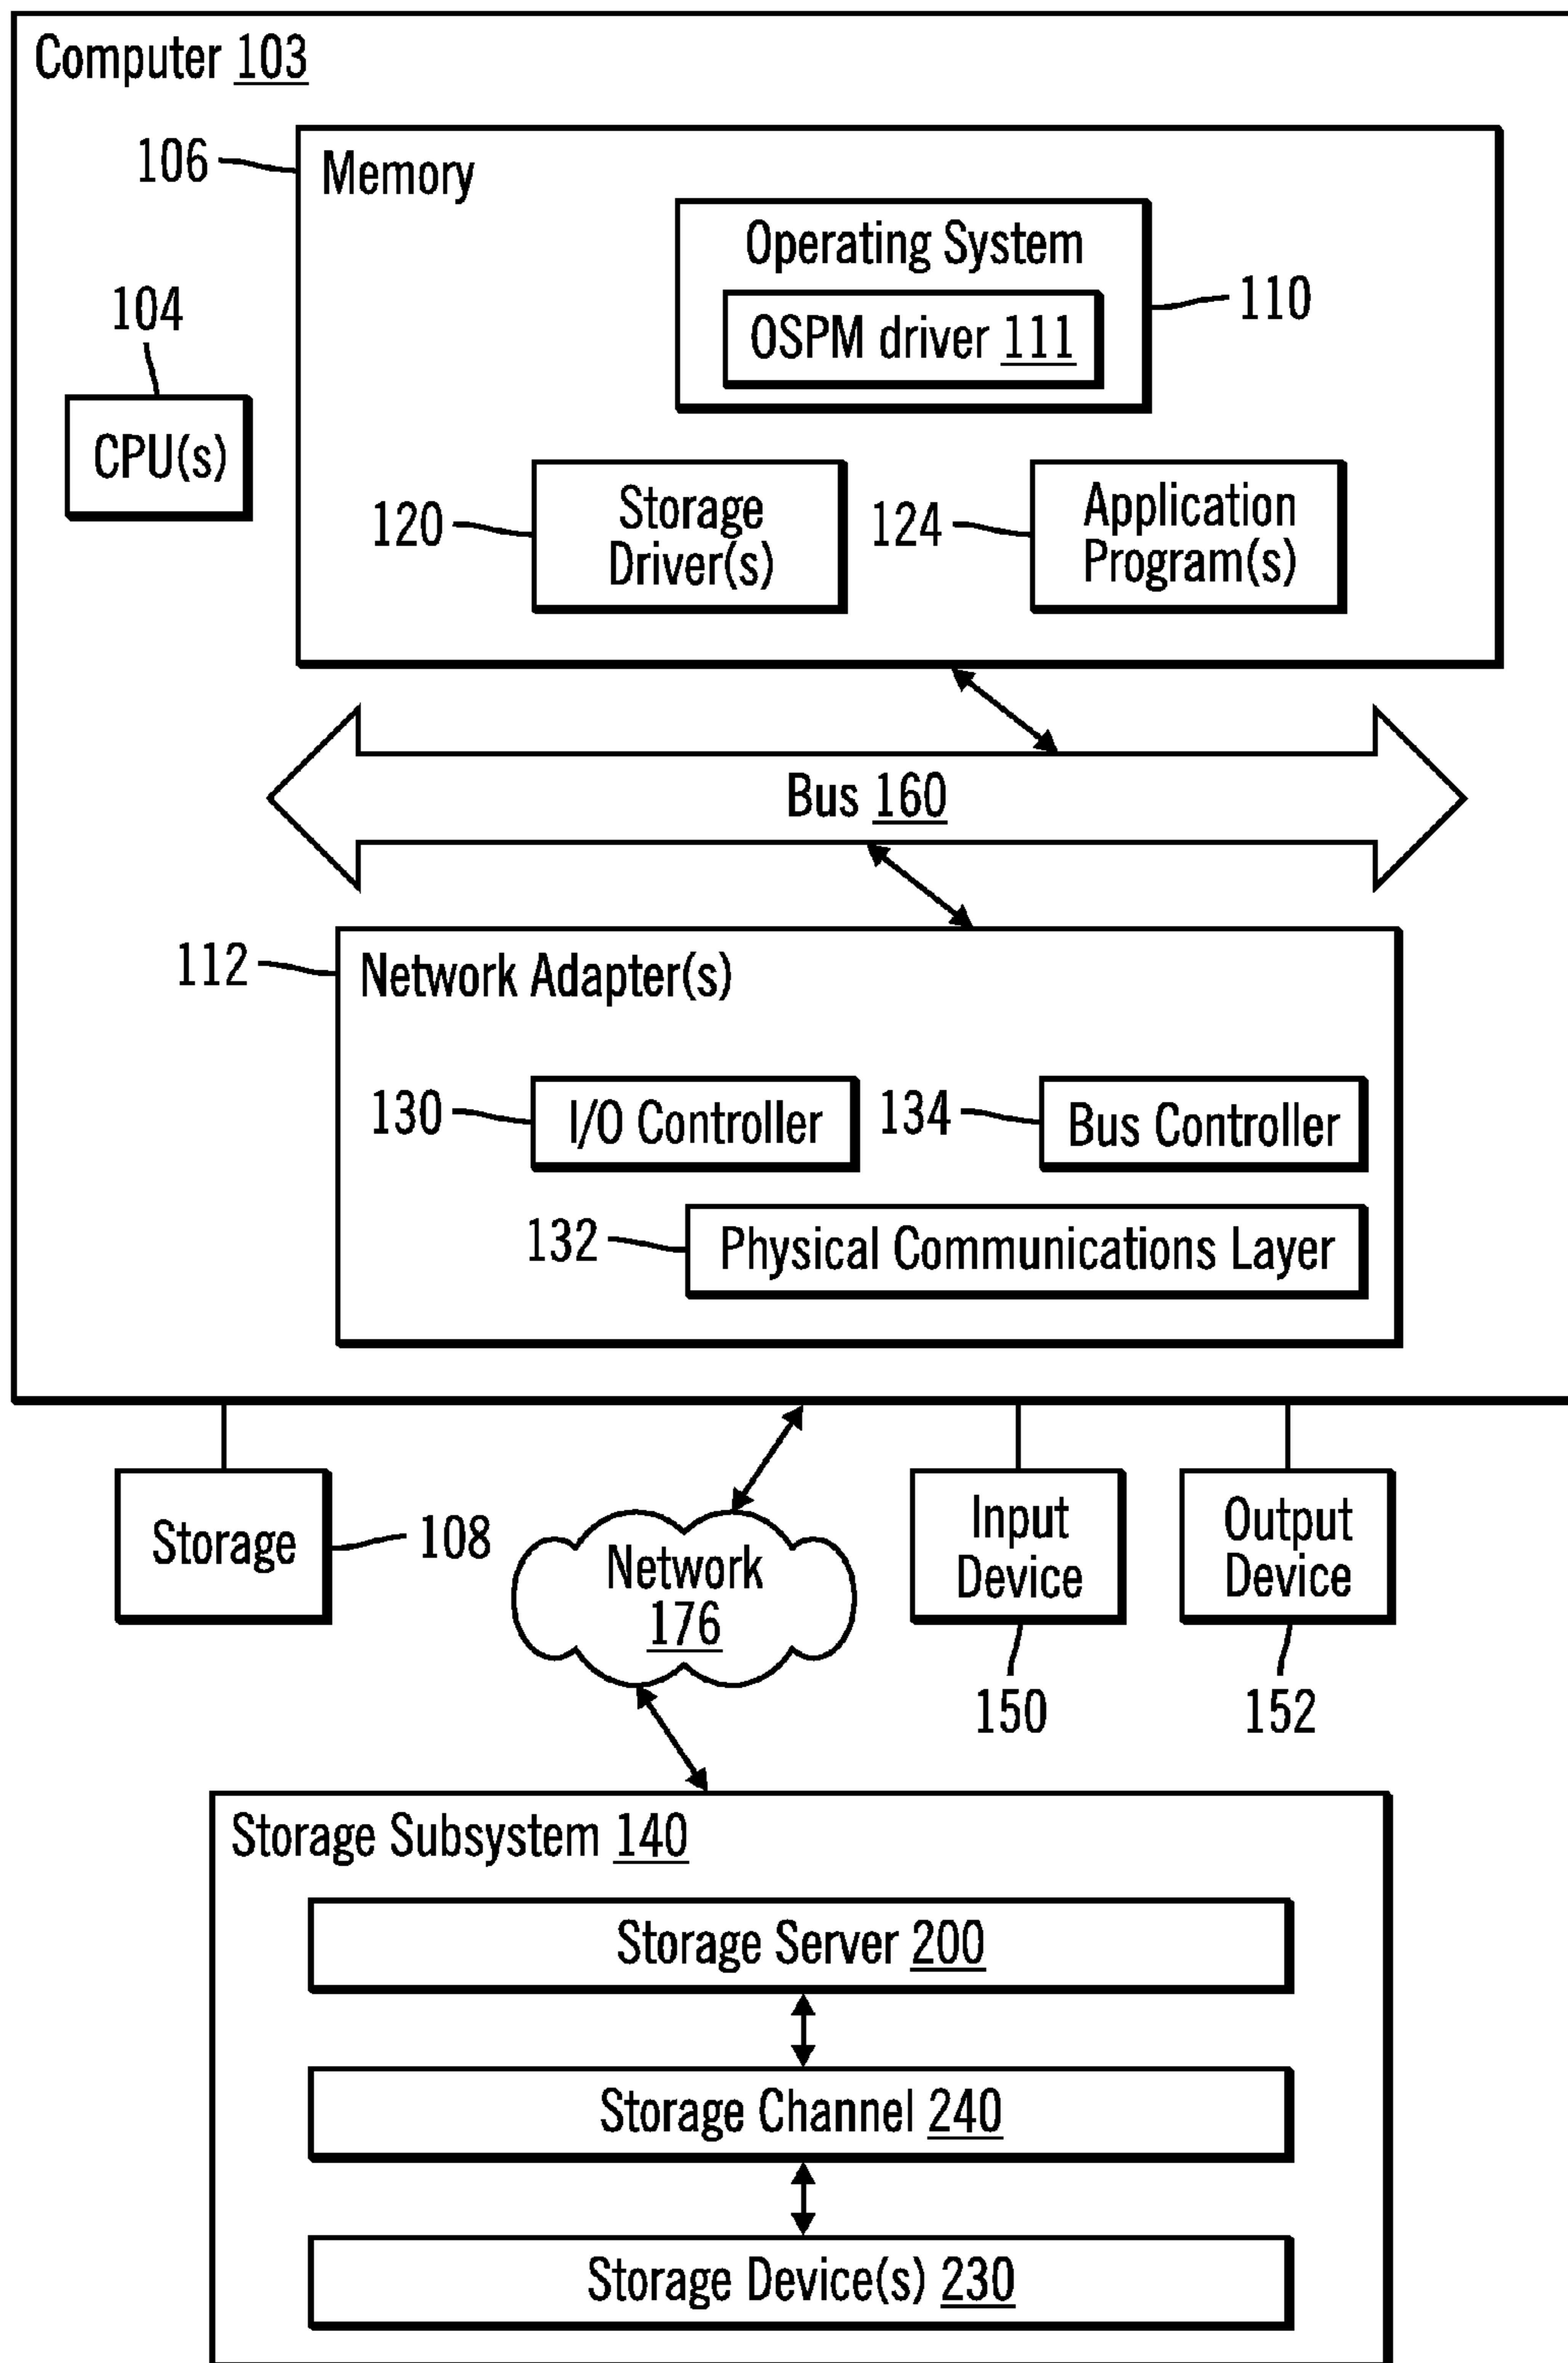 Computer 103
106
Memory
Operating System
104
110
OSPM driver 111
CPU(s)
120
Storage
Driver(s)
124
Application
Program(s)
Bus 160
112
Network Adapter(s)
130
I/O Controller
134
Bus Controller
132
Physical Communications Layer
Storage
108
Network
176
Input
Device
Output
Device
150
152
Storage Subsystem 140
Storage Server 200
Storage Channel 240
Storage Device(s) 230